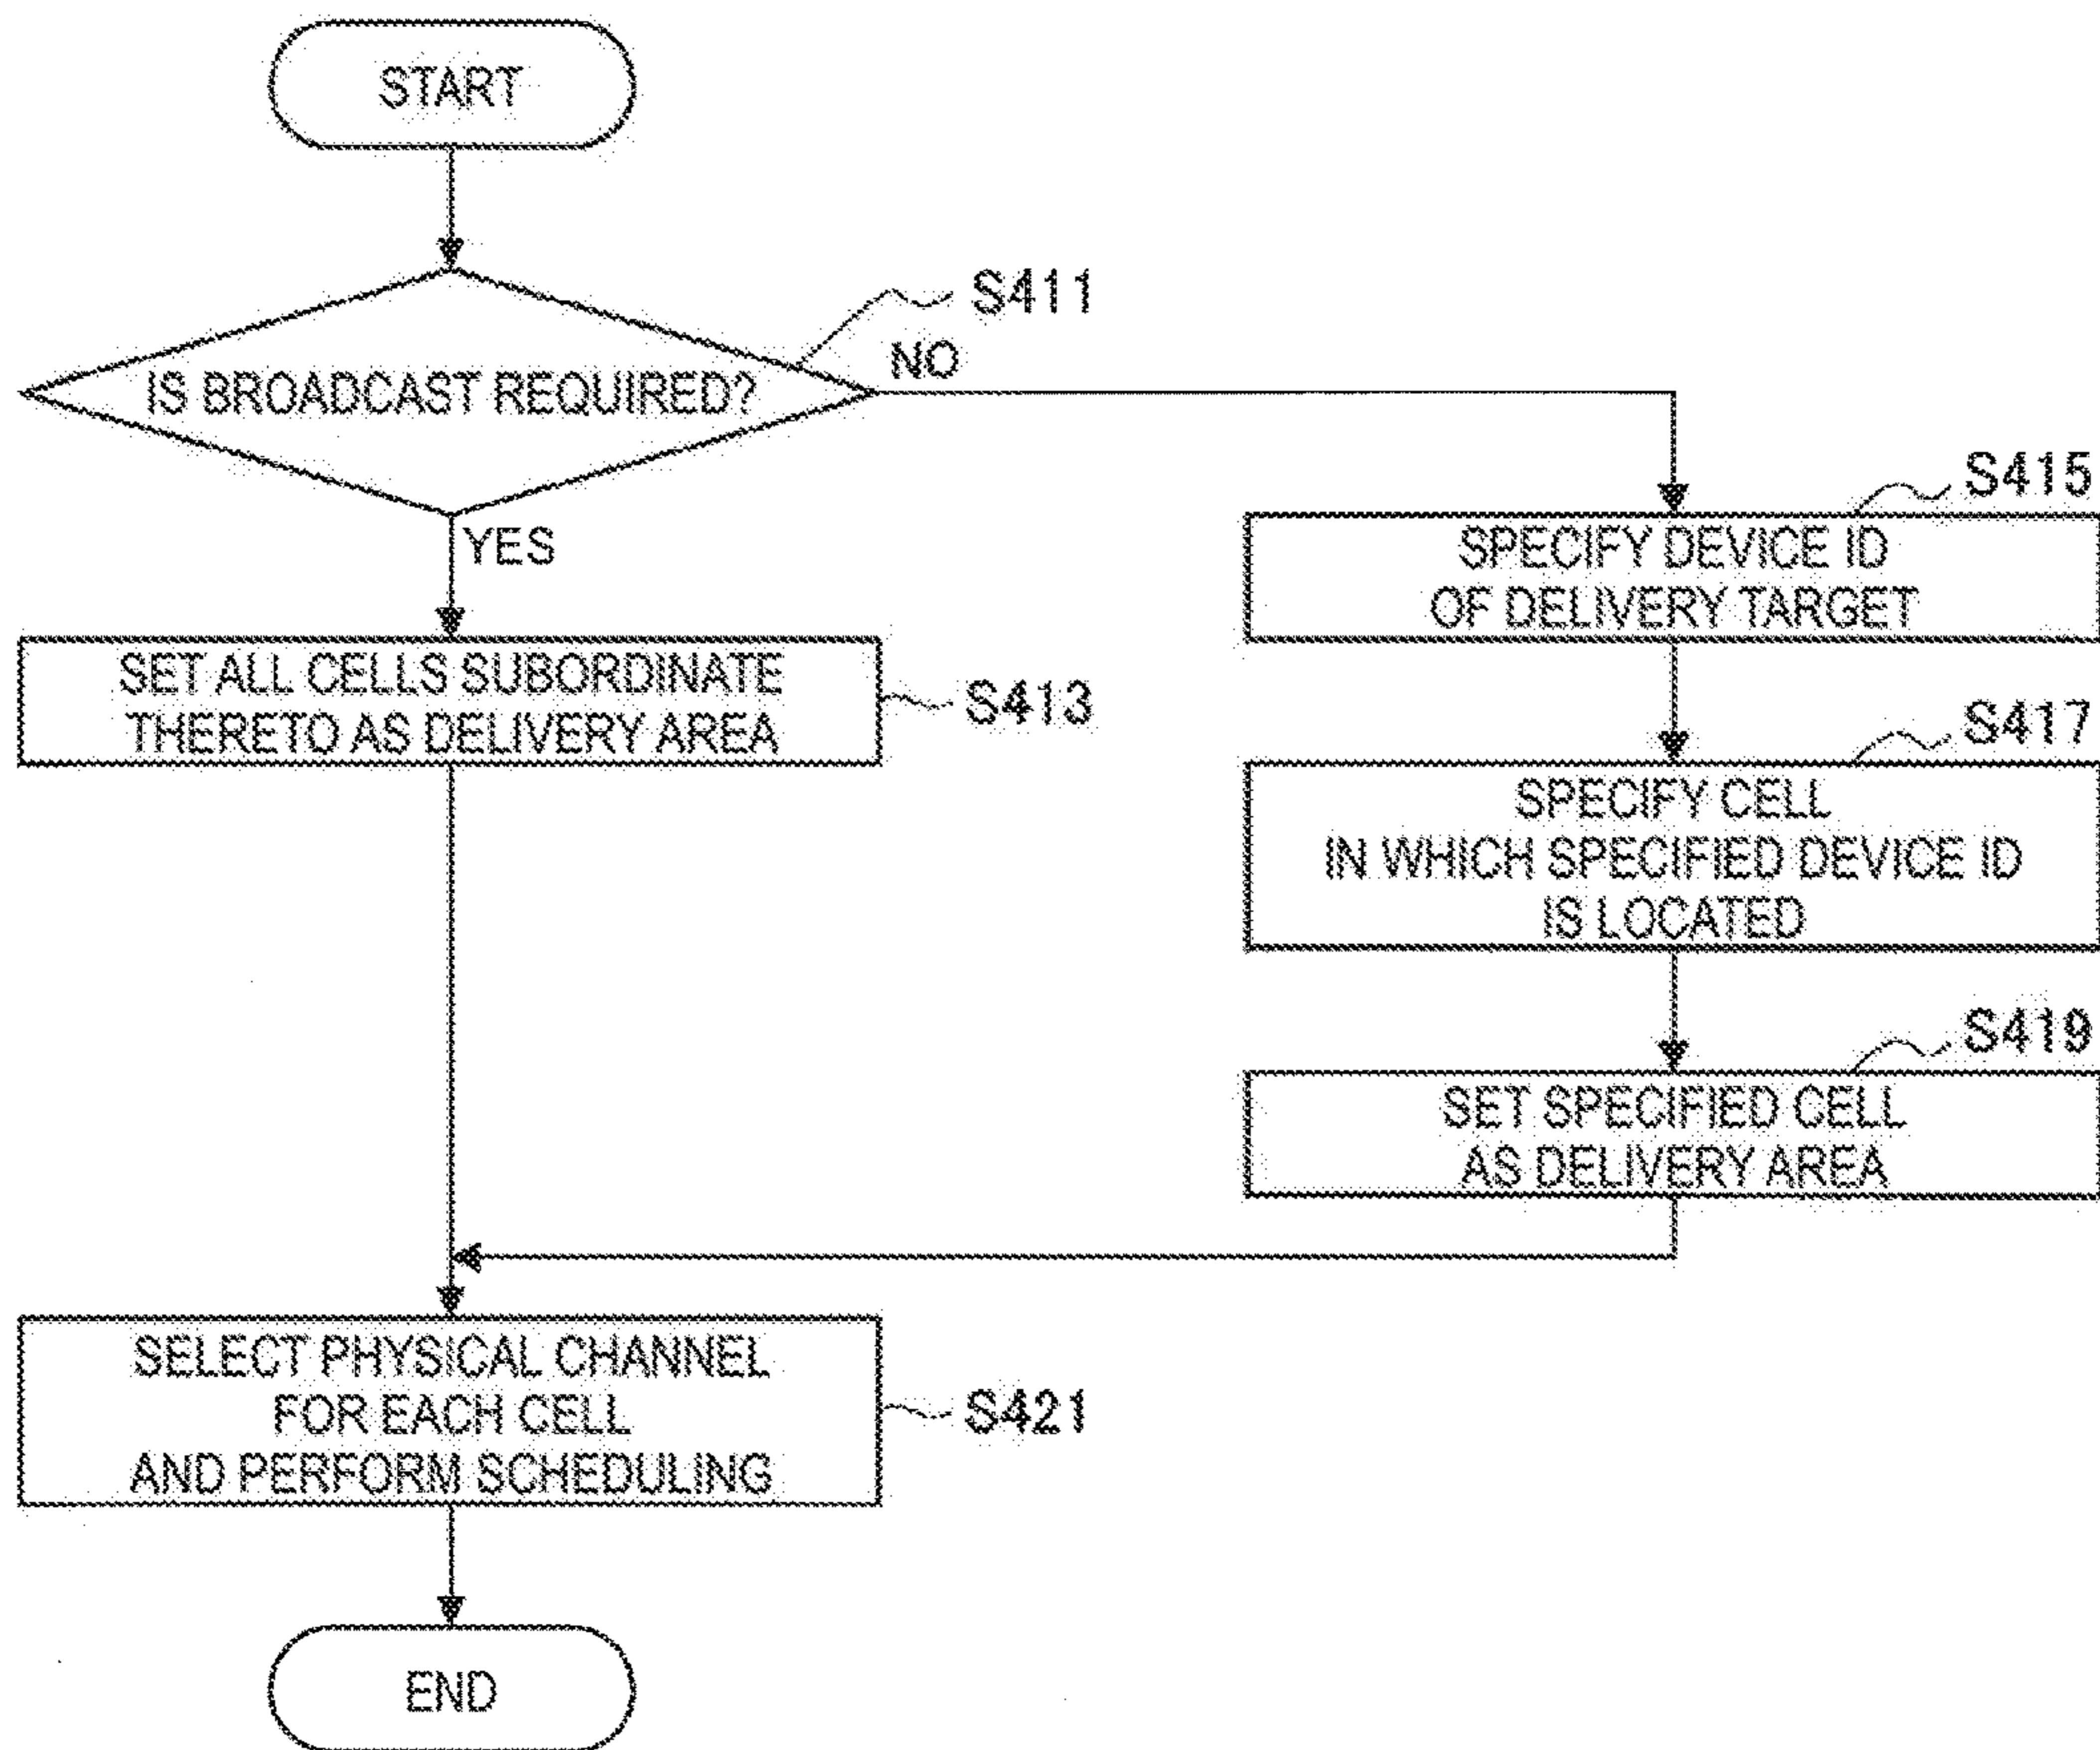 START
S411
IS BROADCAST REQUIRED?
NO
YES
SET ALL CELLS SUBORDINATE
THERETO AS DELIVERY AREA
S413
S415
SPECIFY DEVICE ID
OF DELIVERY TARGET
S417
SPECIFY CELL
IN WHICH SPECIFIED DEVICE ID
IS LOCATED
S419
SET SPECIFIED CELL
AS DELIVERY AREA
SELECT PHYSICAL CHANNEL
FOR EACH CELL
AND PERFORM SCHEDULING
S421
END